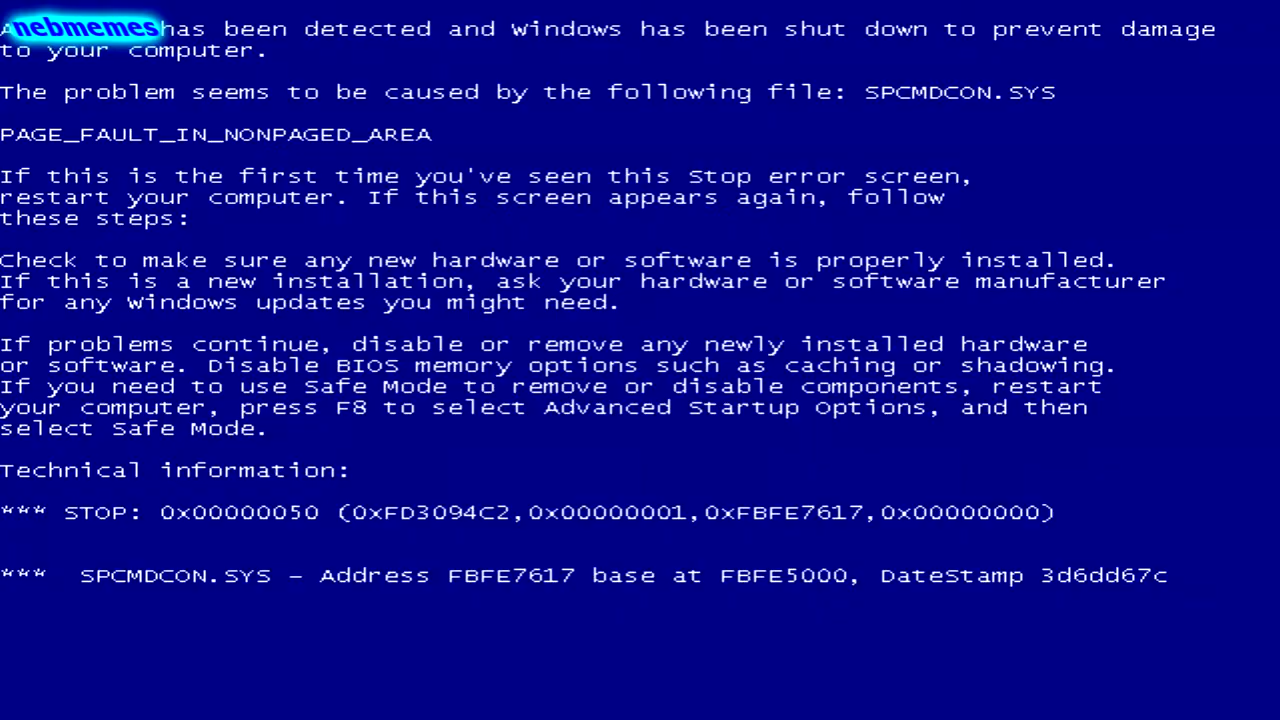 A nebmemes has been detected and Windows has been shut down to prevent damage
to your computer.
The problem seems to be caused by the following file: SPCMDCON.SYS
PAGE_FAULT_IN_NONPAGED_AREA
If this is the first time you've seen this Stop error screen,
restart your computer. If this screen appears again, follow
these steps:
Check to make sure any new hardware or software is properly installed.
If this is a new installation, ask your hardware or software manufacturer
for any Windows updates you might need.
If problems continue, disable or remove any newly installed hardware
or software. Disable BIOS memory options such as caching or shadowing.
If you need to use Safe Mode to remove or disable components, restart
your computer, press F8 to select Advanced Startup Options, and then
select Safe Mode.
Technical information:
*** STOP: 0x00000050 (0xFD3094C2,0x00000001,0xFBFE7617,0x00000000)
*** SPCMDCON.SYS - Address FBFE7617 base at FBFE5000, DateStamp 3d6dd67c